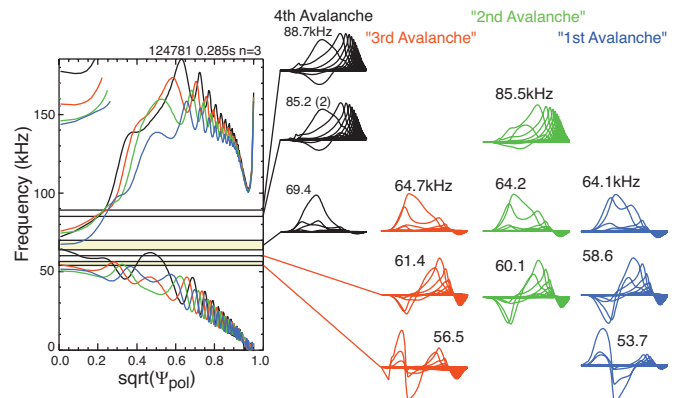 4th Avalanche
"2nd Avalanche"
88.7kHz
"3rd Avalanche"
"1st Avalanche"
124781 0.285s n=3
150
85.2 (2)
85.5kHz
Frequency (kHz)
100
69.4
64.7kHz
64.2
64.1kHz
50
61.4
60.1
58.6
56.5
53.7
0
0.0 0.2 0.4 0.6 0.8 1.0
sqrt(Ψpol)